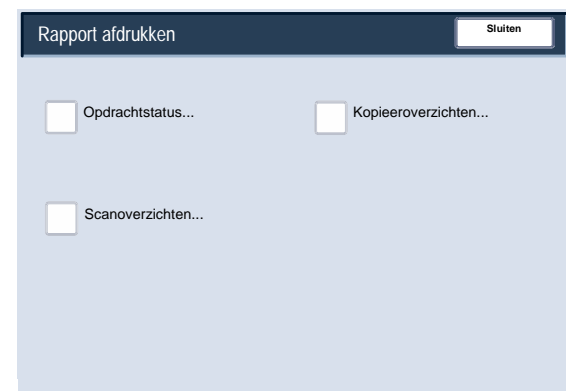 Rapport afdrukken
Sluiten
Opdrachtstatus...
Kopieeroverzichten...
Scanoverzichten...